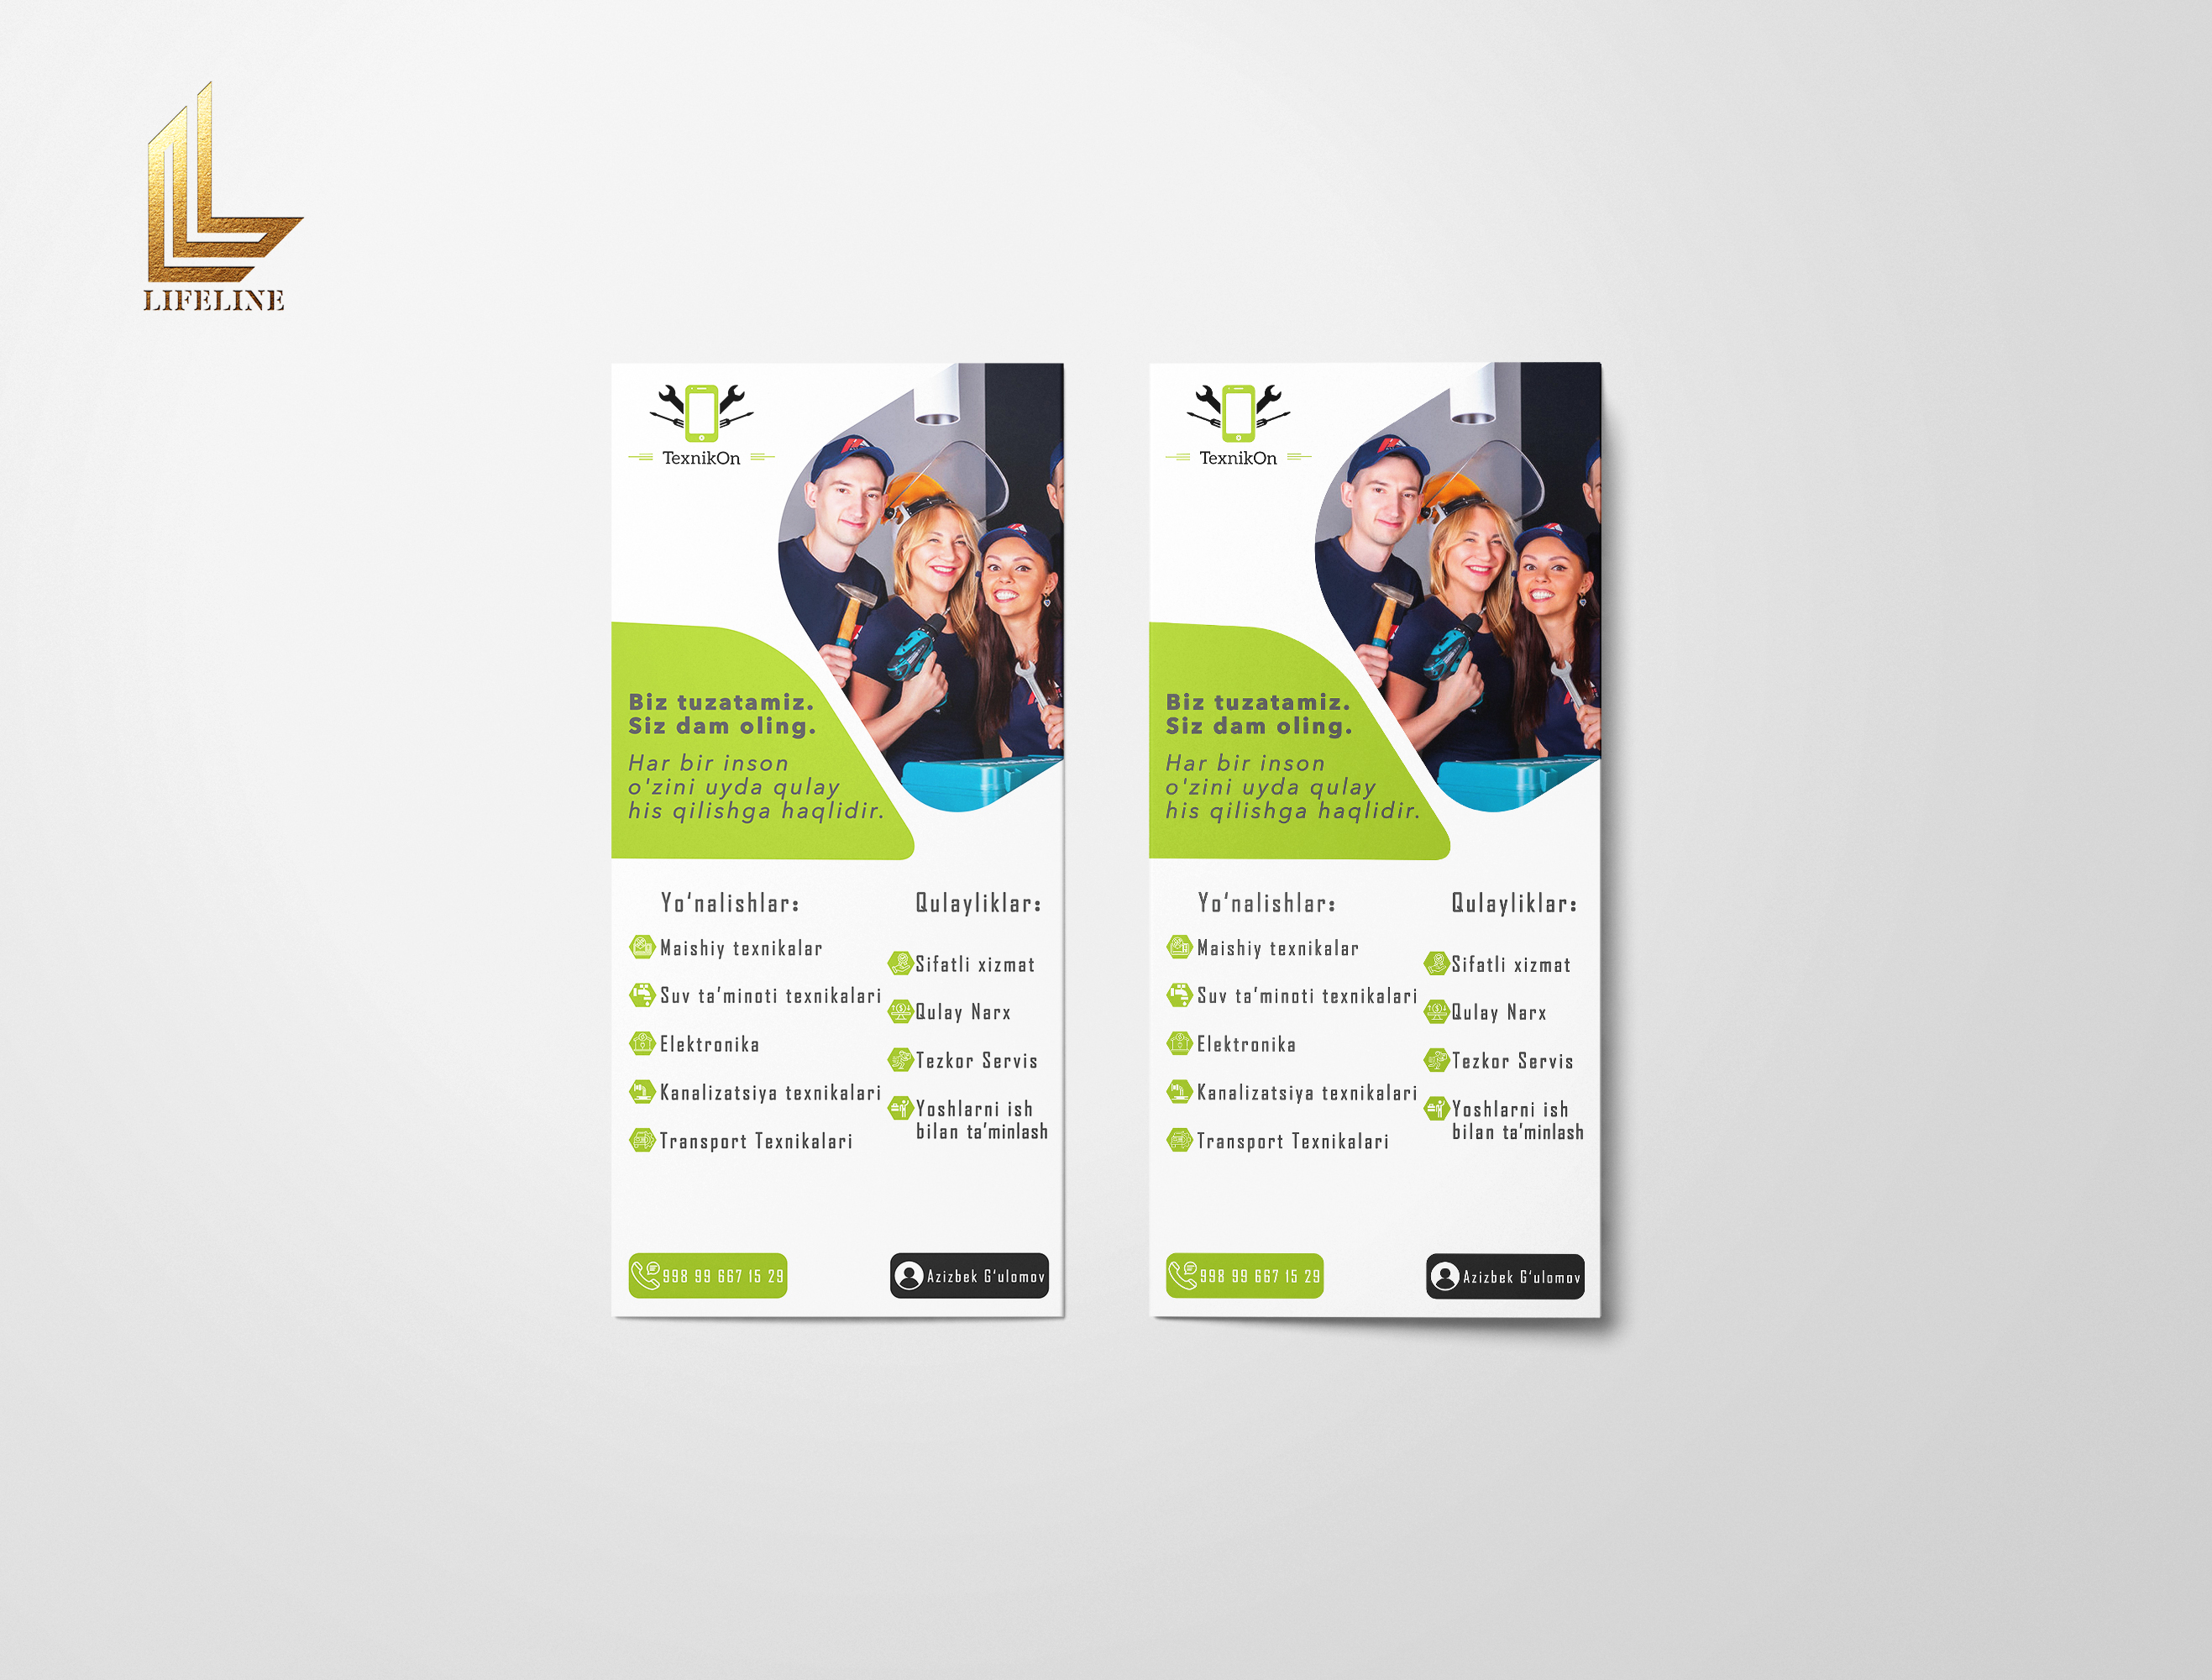 LIFELINE
TexnikOn
Biz tuzatamiz.
Siz dam oling.
Har bir inson
o'zini uyda qulay
his qilishga haqlidir.
Yo‘nalishlar:
Maishiy texnikalar
Suv ta’minoti texnikalari
Elektronika
Kanalizatsiya texnikalari
Transport Texnikalari
Qulayliklar:
Sifatli xizmat
Qulay Narx
Tezkor Servis
Yoshlarni ish
bilan ta’minlash
998 99 667 15 29
Azizbek G‘ulomov
TexnikOn
Biz tuzatamiz.
Siz dam oling.
Har bir inson
o'zini uyda qulay
his qilishga haqlidir.
Yo‘nalishlar:
Maishiy texnikalar
Suv ta’minoti texnikalari
Elektronika
Kanalizatsiya texnikalari
Transport Texnikalari
Qulayliklar:
Sifatli xizmat
Qulay Narx
Tezkor Servis
Yoshlarni ish
bilan ta’minlash
998 99 667 15 29
Azizbek G‘ulomov